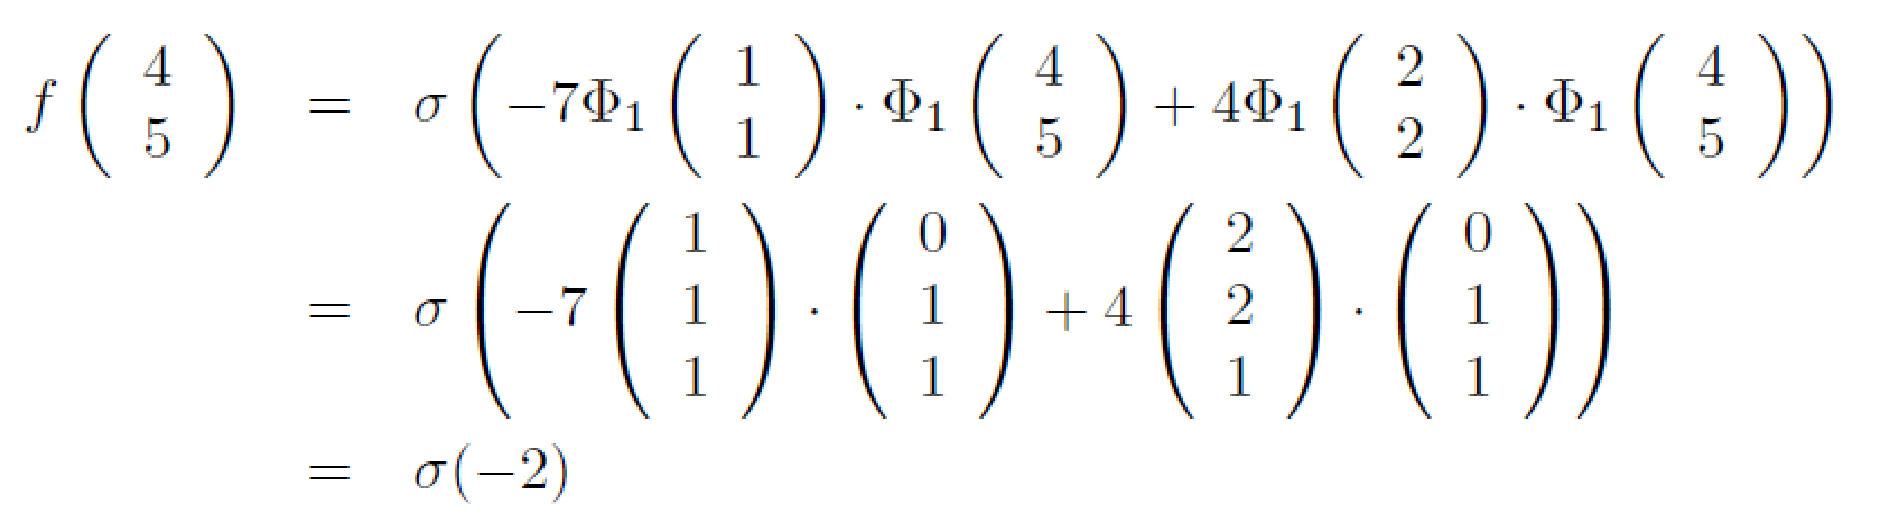 f ( 4 5 ) = σ ( −7Φ₁ ( 1 1 ) · Φ₁ ( 4 5 ) + 4Φ₁ ( 2 2 ) · Φ₁ ( 4 5 ) )
= σ ( −7 ( 1 1 1 ) · ( 0 1 1 ) + 4 ( 2 2 1 ) · ( 0 1 1 ) )
= σ(−2)